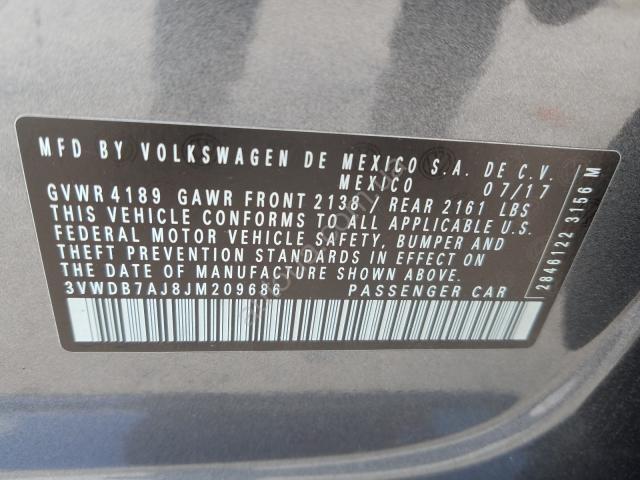 MFD BY VOLKSWAGEN DE MEXICO S.A. DE C.V.
MEXICO 07/17
GVWR 4189 GAWR FRONT 2138 / REAR 2161 LBS
THIS VEHICLE CONFORMS TO ALL APPLICABLE U.S.
FEDERAL MOTOR VEHICLE SAFETY, BUMPER AND
THEFT PREVENTION STANDARDS IN EFFECT ON
THE DATE OF MANUFACTURE SHOWN ABOVE.
3VWDB7AJ8JM209686 PASSENGER CAR
2846122 3156 M